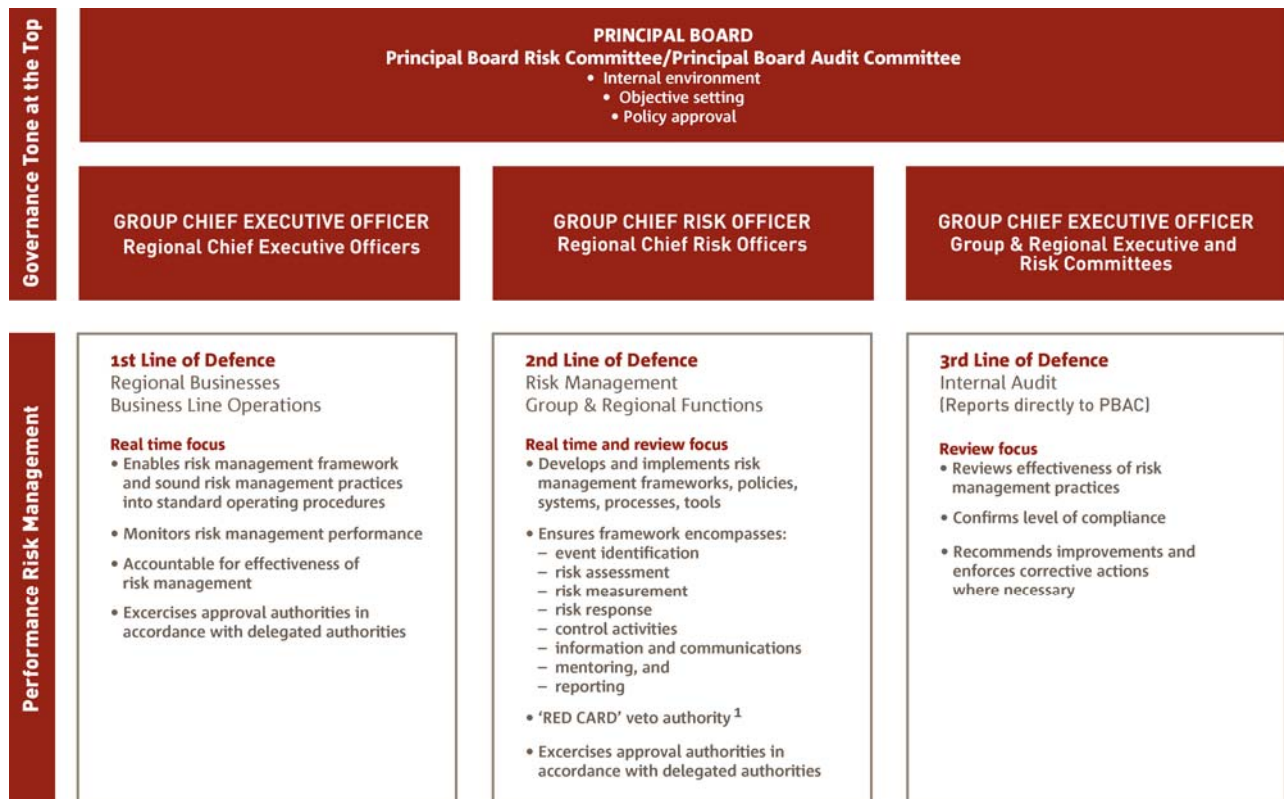 Governance Tone at the Top
PRINCIPAL BOARD
Principal Board Risk Committee/Principal Board Audit Committee
• Internal environment
• Objective setting
• Policy approval
GROUP CHIEF EXECUTIVE OFFICER
Regional Chief Executive Officers
GROUP CHIEF RISK OFFICER
Regional Chief Risk Officers
GROUP CHIEF EXECUTIVE OFFICER
Group & Regional Executive and
Risk Committees
Performance Risk Management
1st Line of Defence
Regional Businesses
Business Line Operations
Real time focus
• Enables risk management framework
and sound risk management practices
into standard operating procedures
• Monitors risk management performance
• Accountable for effectiveness of
risk management
• Excercises approval authorities in
accordance with delegated authorities
2nd Line of Defence
Risk Management
Group & Regional Functions
Real time and review focus
• Develops and implements risk
management frameworks, policies,
systems, processes, tools
• Ensures framework encompasses:
– event identification
– risk assessment
– risk measurement
– risk response
– control activities
– information and communications
– mentoring, and
– reporting
• ‘RED CARD’ veto authority 1
• Excercises approval authorities in
accordance with delegated authorities
3rd Line of Defence
Internal Audit
(Reports directly to PBAC)
Review focus
• Reviews effectiveness of risk
management practices
• Confirms level of compliance
• Recommends improvements and
enforces corrective actions
where necessary